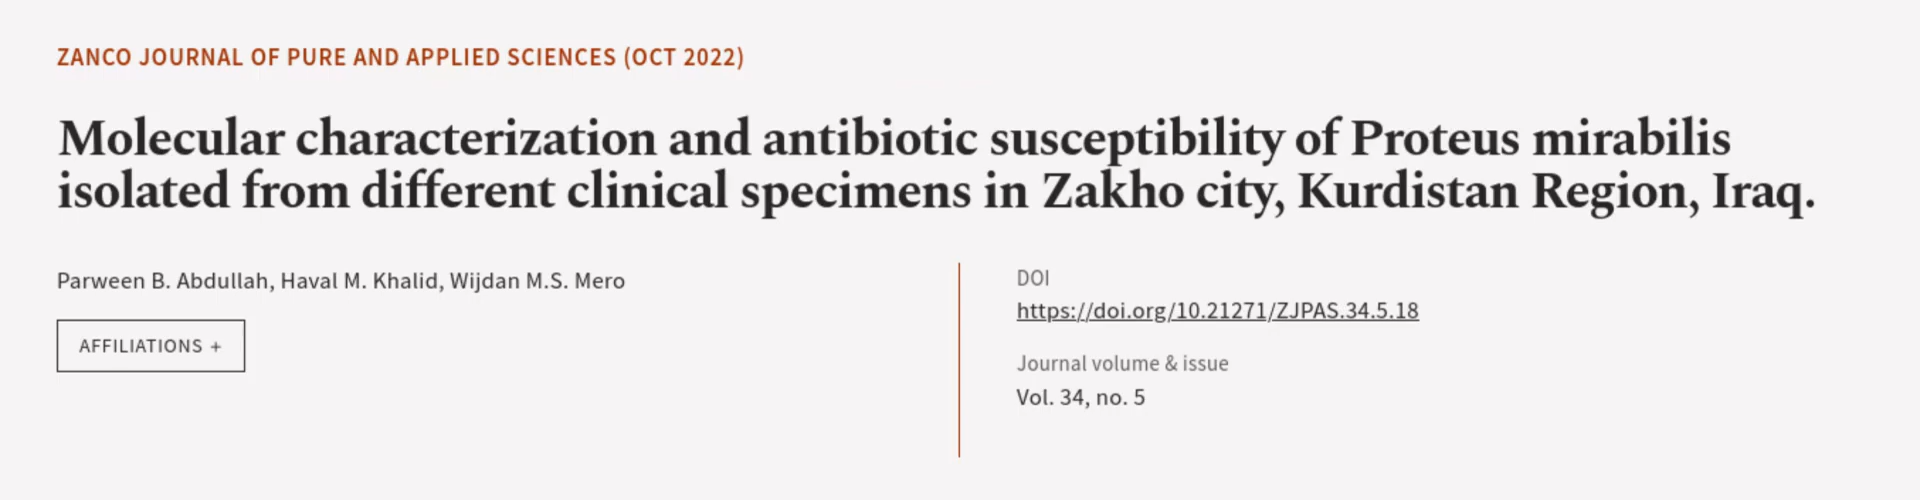 ZANCO JOURNAL OF PURE AND APPLIED SCIENCES (OCT 2022)
Molecular characterization and antibiotic susceptibility of Proteus mirabilis
isolated from different clinical specimens in Zakho city, Kurdistan Region, Iraq.
Parween B. Abdullah, Haval M. Khalid, Wijdan M.S. Mero
AFFILIATIONS +
DOI
https://doi.org/10.21271/ZJPAS.34.5.18
Journal volume & issue
Vol. 34, no. 5